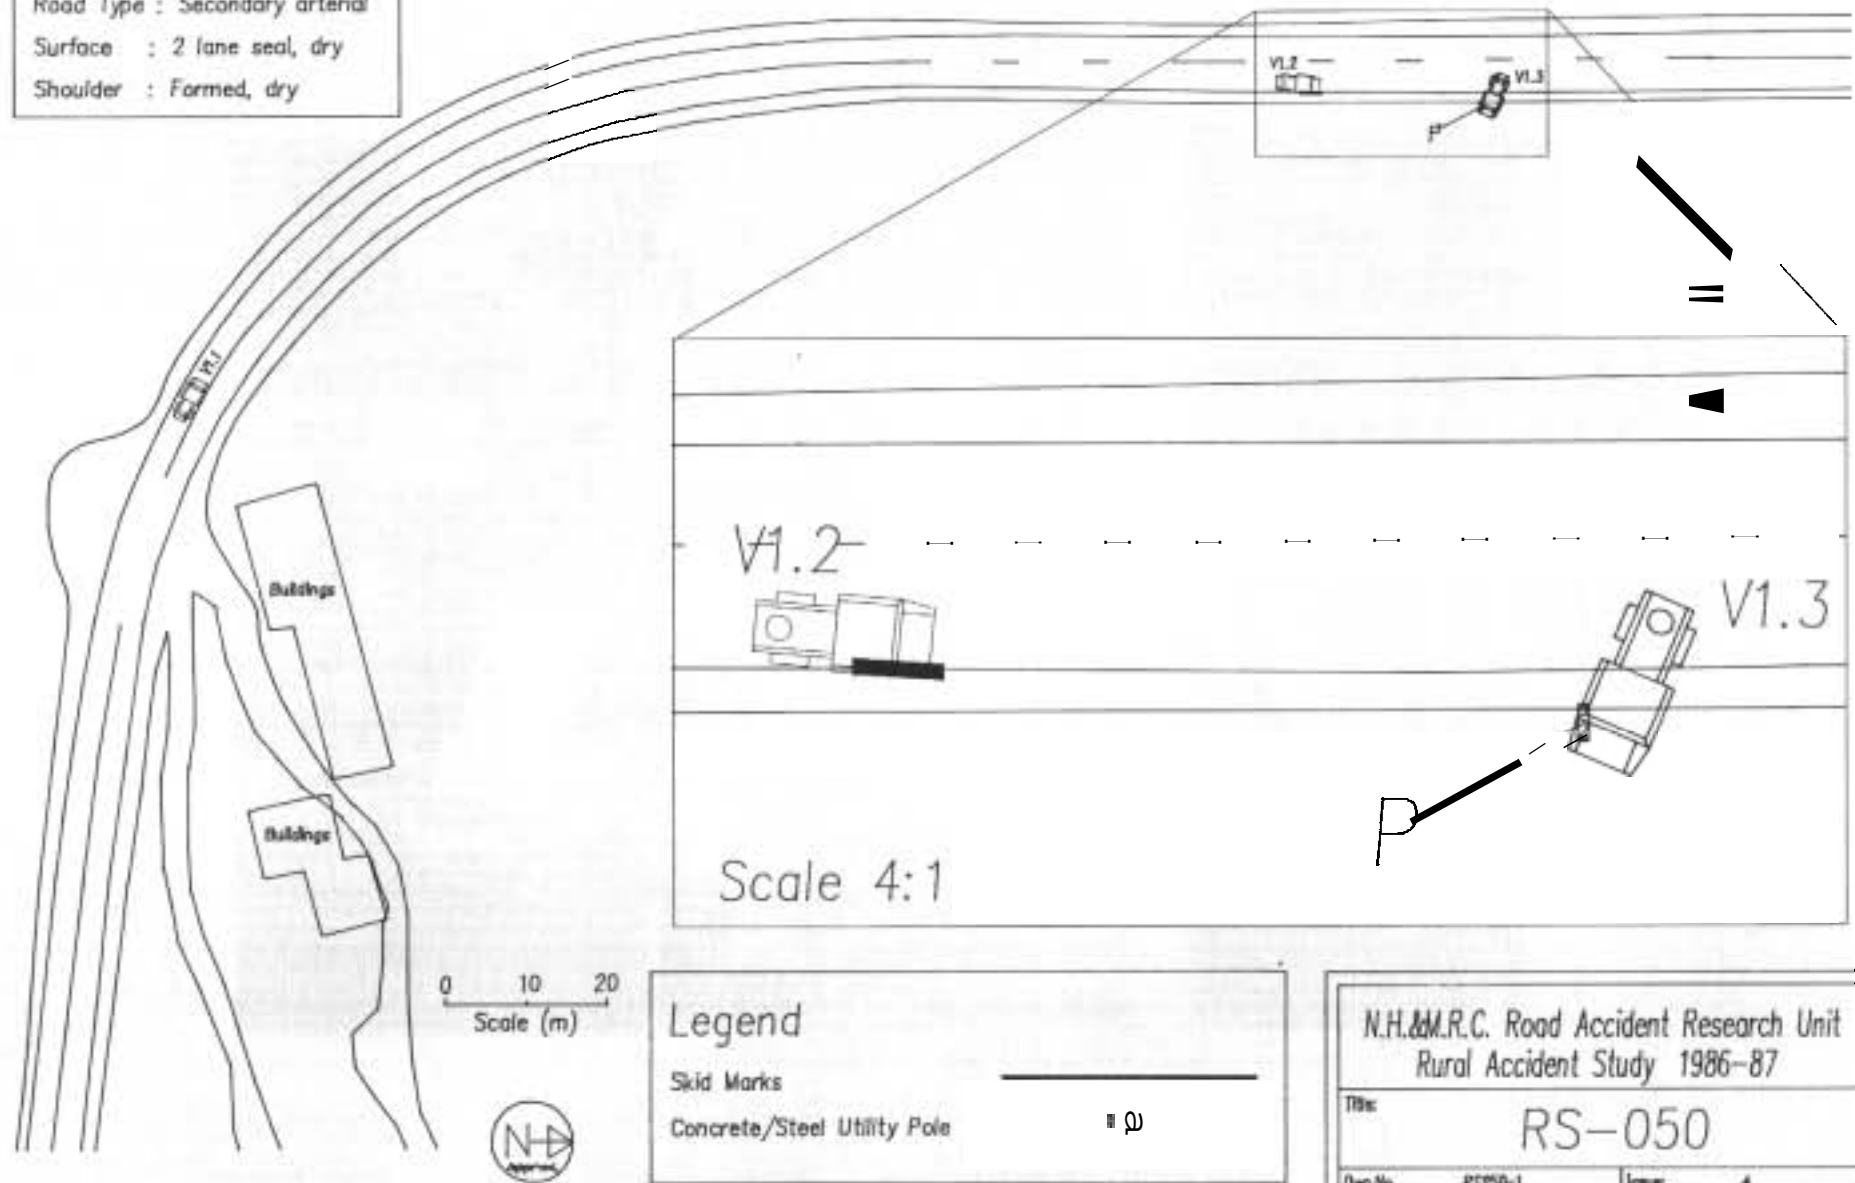 Road Type : Secondary arterial
Surface : 2 lane seal, dry
Shoulder : Formed, dry
V1.2
V1.3
V1.1
V1.2
V1.3
Buildings
Buildings
Scale 4:1
0 10 20
Scale (m)
N
Approx.
Legend
Skid Marks
Concrete/Steel Utility Pole
N.H.&M.R.C. Road Accident Research Unit
Rural Accident Study 1986-87
Title:
RS-050